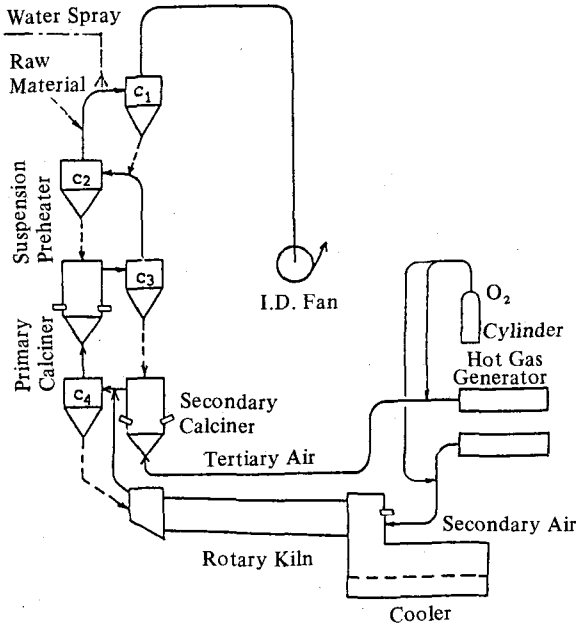 Water Spray
Raw
Material
C1
C2
Suspension
Preheater
C3
I.D. Fan
O2
Cylinder
Hot Gas
Generator
Primary
Calciner
C4
Secondary
Calciner
Tertiary Air
Secondary Air
Rotary Kiln
Cooler